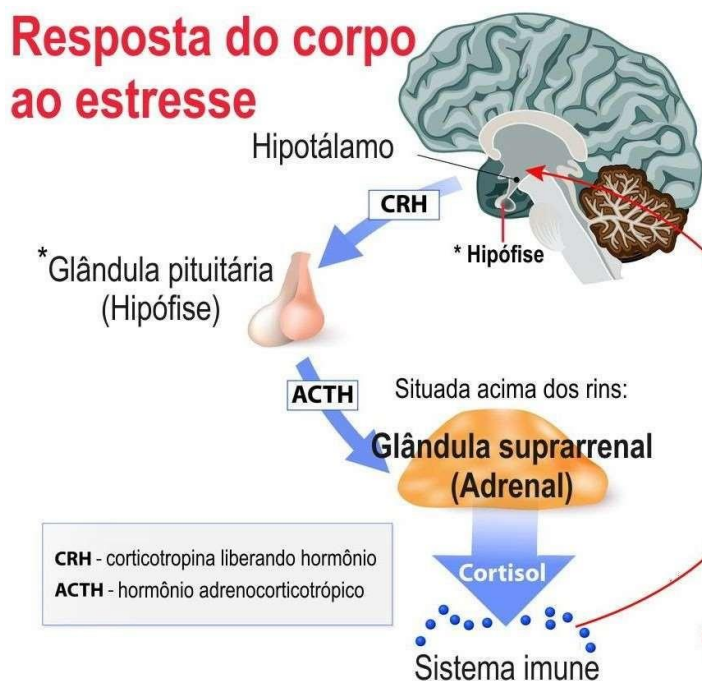 Resposta do corpo
ao estresse
Hipotálamo
CRH
* Hipófise
*Glândula pituitária
(Hipófise)
ACTH
Situada acima dos rins:
Glândula suprarrenal
(Adrenal)
CRH - corticotropina liberando hormônio
ACTH - hormônio adrenocorticotrópico
Cortisol
Sistema imune